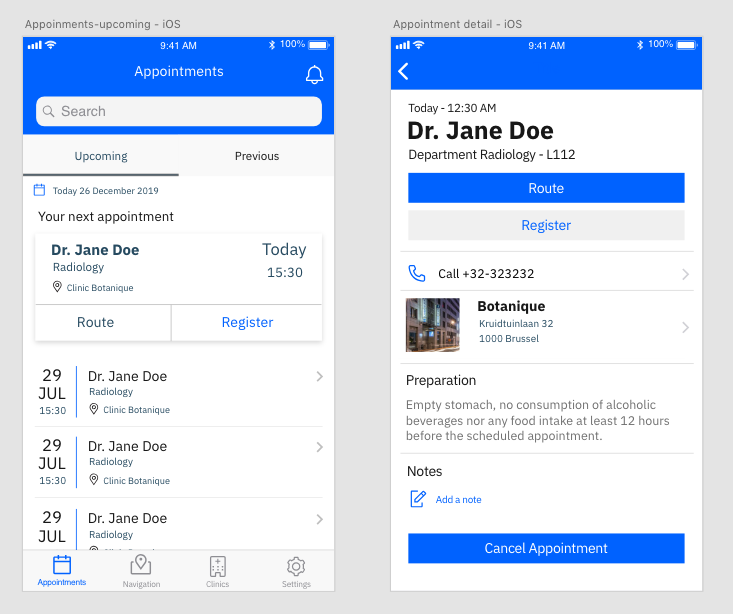 Appoinments-upcoming - iOS
9:41 AM
100%
Appointments
Search
Upcoming
Previous
Today 26 December 2019
Your next appointment
Dr. Jane Doe
Today
Radiology
15:30
Clinic Botanique
Route
Register
29
JUL
15:30
Dr. Jane Doe
Radiology
Clinic Botanique
29
JUL
15:30
Dr. Jane Doe
Radiology
Clinic Botanique
29
JUL
Dr. Jane Doe
Radiology
Appointments
Navigation
Clinics
Settings
Appointment detail - iOS
9:41 AM
100%
Today - 12:30 AM
Dr. Jane Doe
Department Radiology - L112
Route
Register
Call +32-323232
Botanique
Kruidtuinlaan 32
1000 Brussel
Preparation
Empty stomach, no consumption of alcoholic
beverages nor any food intake at least 12 hours
before the scheduled appointment.
Notes
Add a note
Cancel Appointment